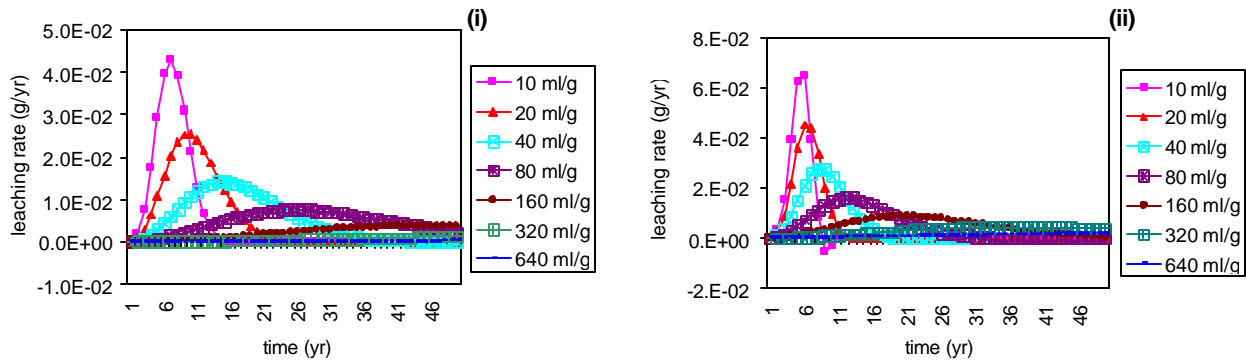 (i)
5.0E-02
4.0E-02
3.0E-02
2.0E-02
1.0E-02
0.0E+00
-1.0E-02
leaching rate (g/yr)
1 6 11 16 21 26 31 36 41 46
time (yr)
10 ml/g
20 ml/g
40 ml/g
80 ml/g
160 ml/g
320 ml/g
640 ml/g
(ii)
8.E-02
6.E-02
4.E-02
2.E-02
0.E+00
-2.E-02
leaching rate (g/yr)
1 6 11 16 21 26 31 36 41 46
time (yr)
10 ml/g
20 ml/g
40 ml/g
80 ml/g
160 ml/g
320 ml/g
640 ml/g